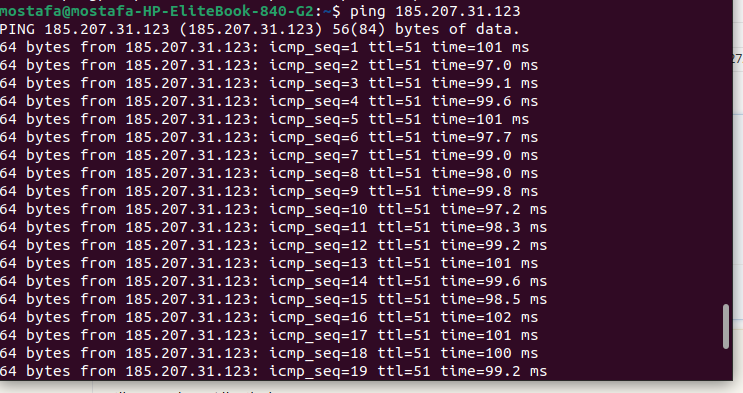 mostafa@mostafa-HP-EliteBook-840-G2:~$ ping 185.207.31.123
PING 185.207.31.123 (185.207.31.123) 56(84) bytes of data.
64 bytes from 185.207.31.123: icmp_seq=1 ttl=51 time=101 ms
64 bytes from 185.207.31.123: icmp_seq=2 ttl=51 time=97.0 ms
64 bytes from 185.207.31.123: icmp_seq=3 ttl=51 time=99.1 ms
64 bytes from 185.207.31.123: icmp_seq=4 ttl=51 time=99.6 ms
64 bytes from 185.207.31.123: icmp_seq=5 ttl=51 time=101 ms
64 bytes from 185.207.31.123: icmp_seq=6 ttl=51 time=97.7 ms
64 bytes from 185.207.31.123: icmp_seq=7 ttl=51 time=99.0 ms
64 bytes from 185.207.31.123: icmp_seq=8 ttl=51 time=98.0 ms
64 bytes from 185.207.31.123: icmp_seq=9 ttl=51 time=99.8 ms
64 bytes from 185.207.31.123: icmp_seq=10 ttl=51 time=97.2 ms
64 bytes from 185.207.31.123: icmp_seq=11 ttl=51 time=98.3 ms
64 bytes from 185.207.31.123: icmp_seq=12 ttl=51 time=99.2 ms
64 bytes from 185.207.31.123: icmp_seq=13 ttl=51 time=101 ms
64 bytes from 185.207.31.123: icmp_seq=14 ttl=51 time=99.6 ms
64 bytes from 185.207.31.123: icmp_seq=15 ttl=51 time=98.5 ms
64 bytes from 185.207.31.123: icmp_seq=16 ttl=51 time=102 ms
64 bytes from 185.207.31.123: icmp_seq=17 ttl=51 time=101 ms
64 bytes from 185.207.31.123: icmp_seq=18 ttl=51 time=100 ms
64 bytes from 185.207.31.123: icmp_seq=19 ttl=51 time=99.2 ms